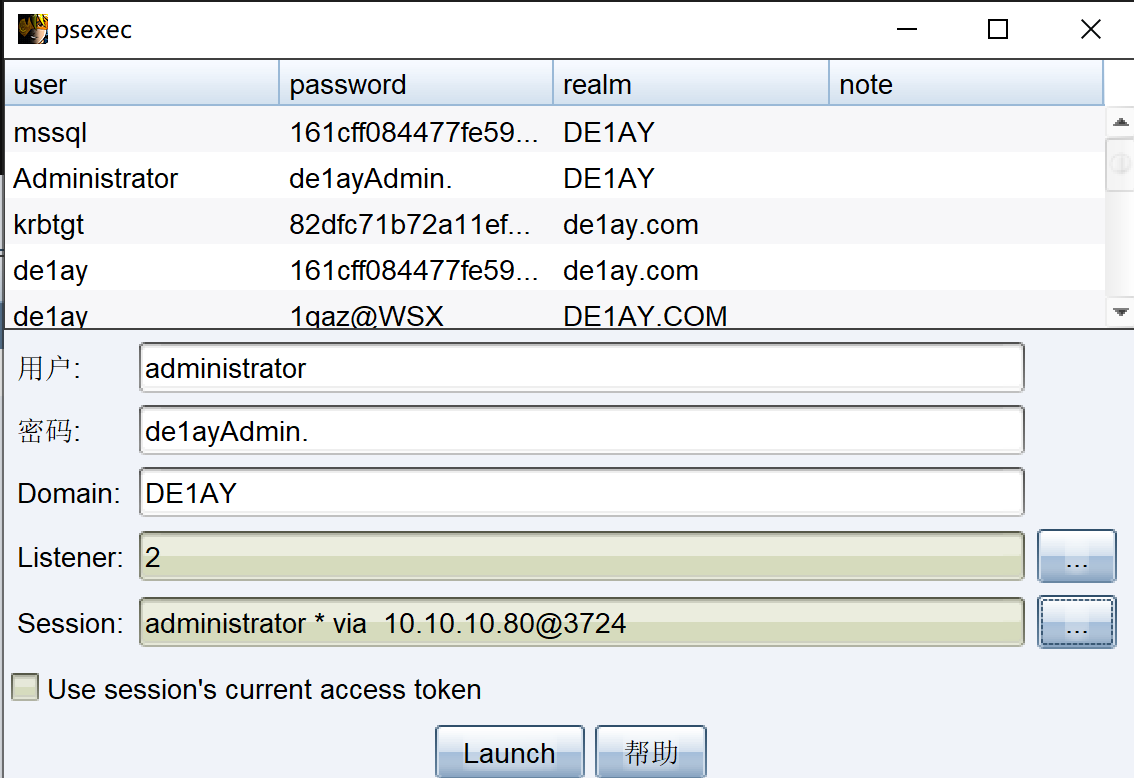 psexec
user password realm note
mssql 161cff084477fe59... DE1AY
Administrator de1ayAdmin. DE1AY
krbtgt 82dfc71b72a11ef... de1ay.com
de1ay 161cff084477fe59... de1ay.com
de1ay 1qaz@WSX DE1AY.COM
用户: administrator
密码: de1ayAdmin.
Domain: DE1AY
Listener: 2 ...
Session: administrator * via  10.10.10.80@3724 ...
Use session's current access token
Launch 帮助